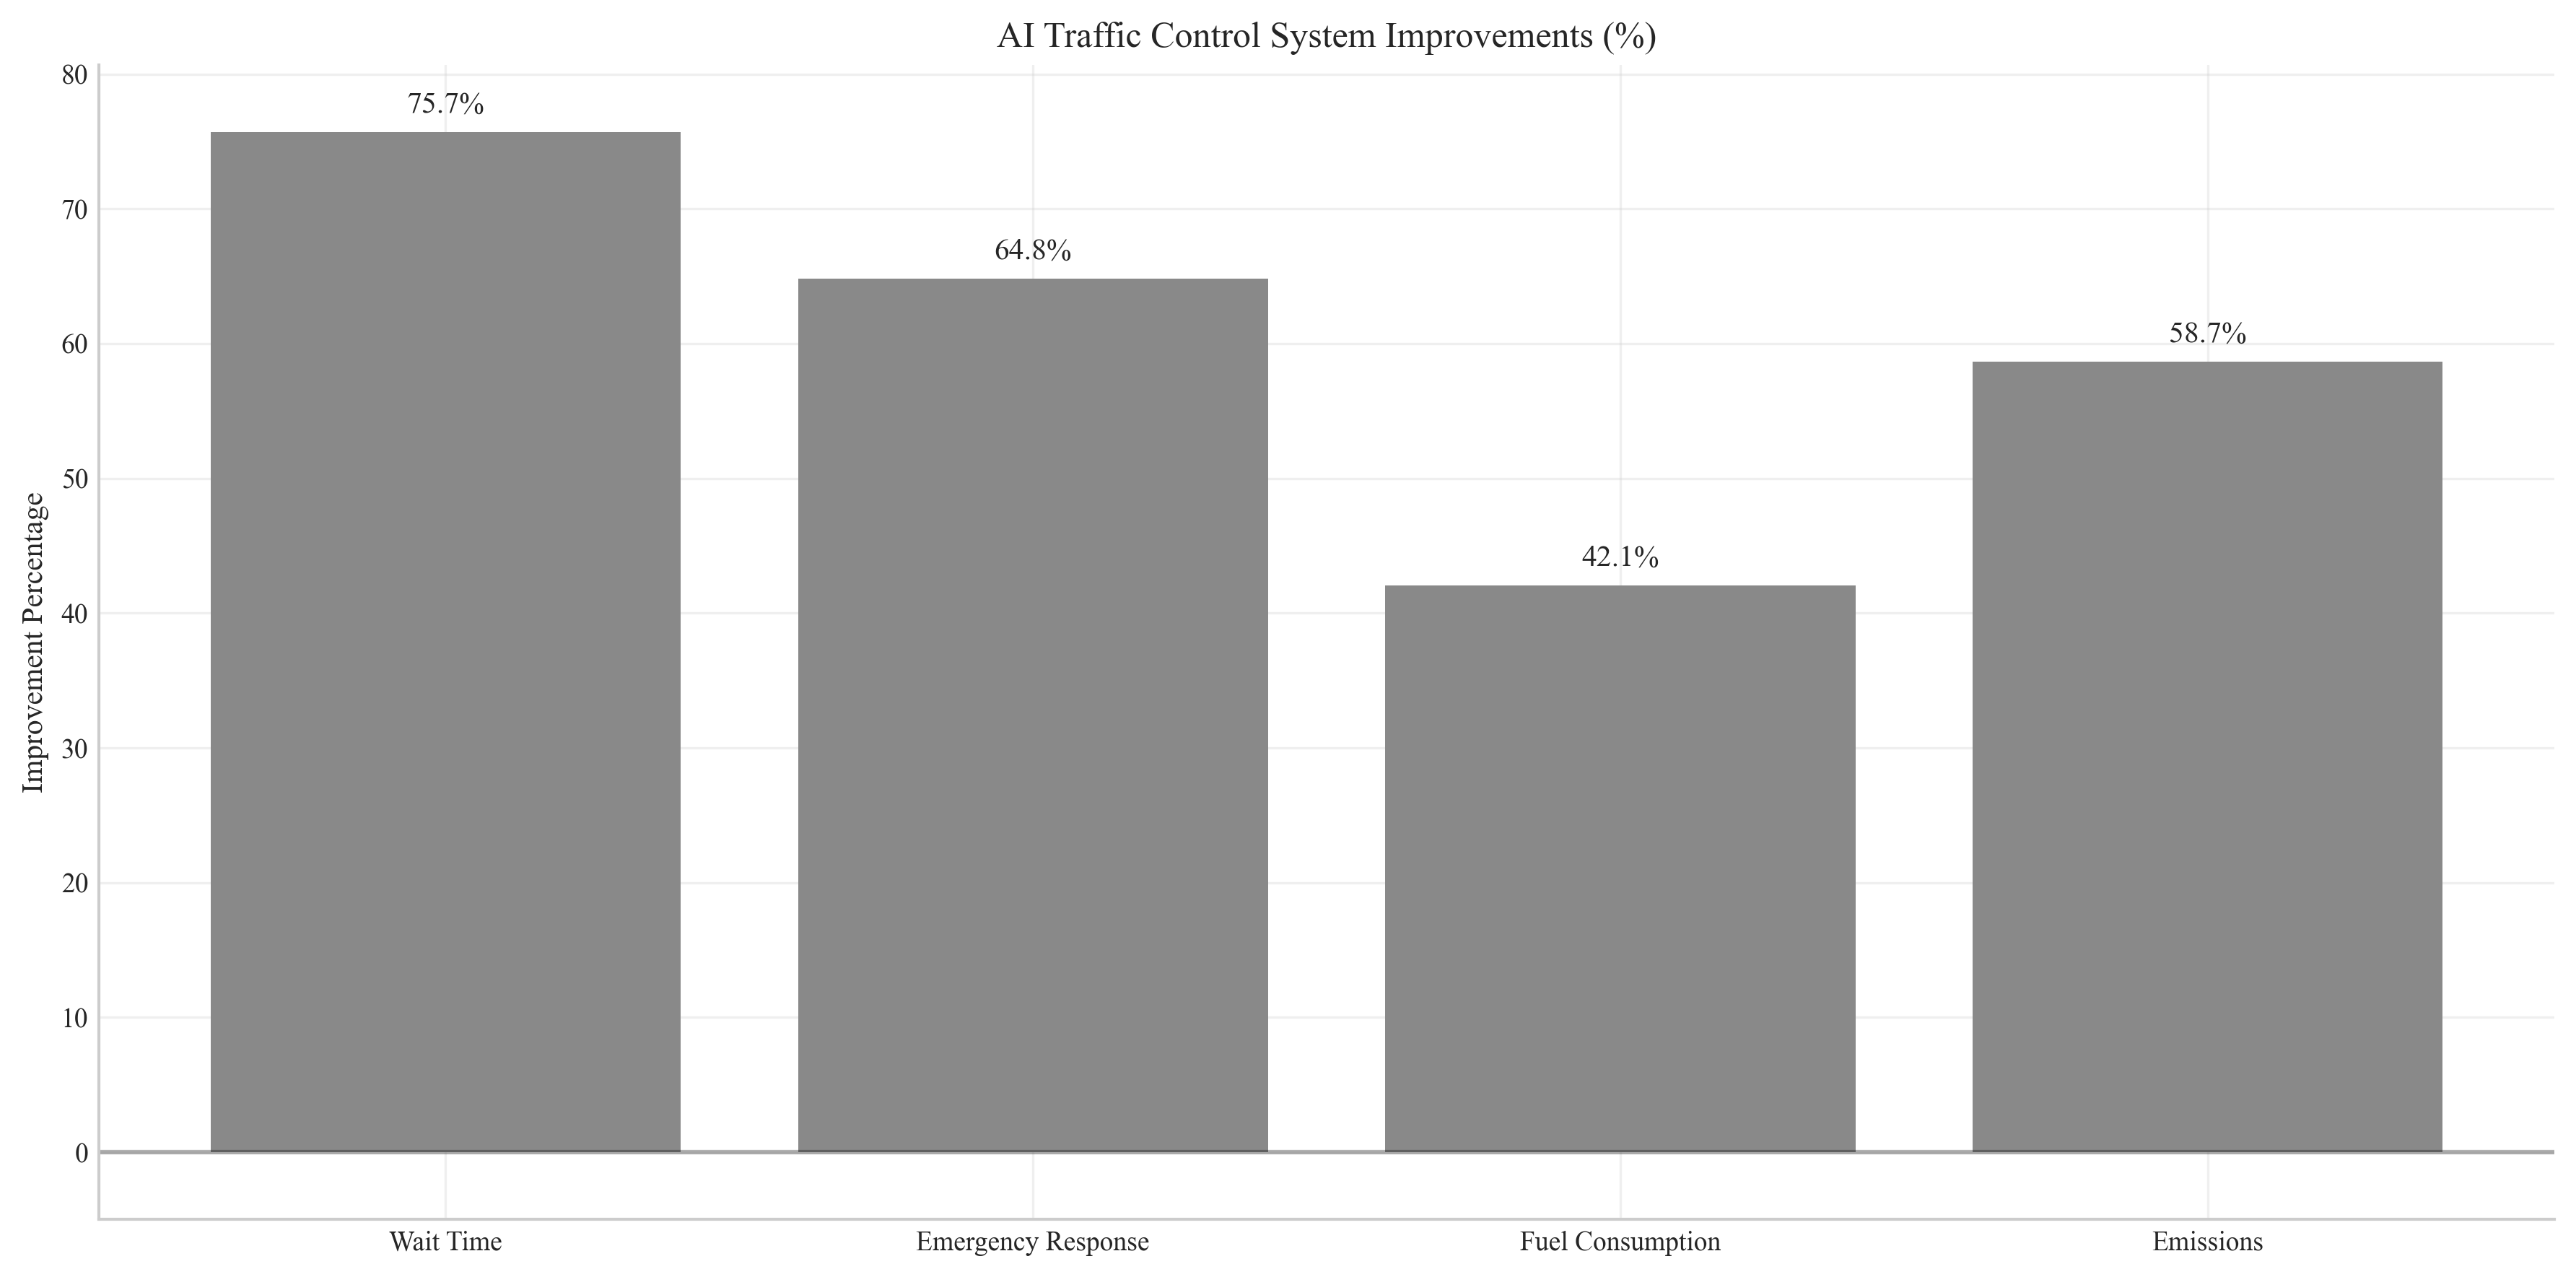 AI Traffic Control System Improvements (%)
80
70
60
50
40
30
20
10
0
Improvement Percentage
75.7%
64.8%
42.1%
58.7%
Wait Time
Emergency Response
Fuel Consumption
Emissions